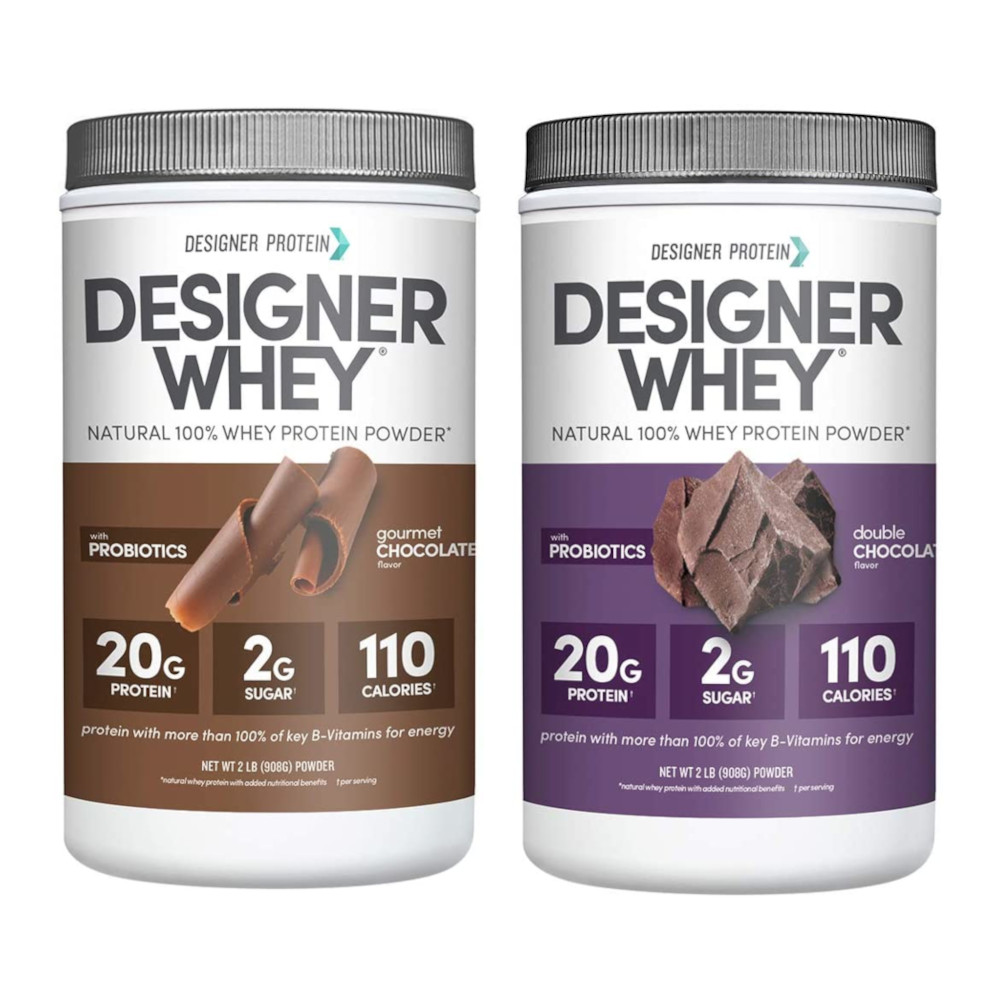 DESIGNER PROTEIN
DESIGNER
WHEY®
NATURAL 100% WHEY PROTEIN POWDER*
with
PROBIOTICS
gourmet
CHOCOLATE
flavor
20G
PROTEIN†
2G
SUGAR†
110
CALORIES†
protein with more than 100% of key B-Vitamins for energy
NET WT 2 LB (908G) POWDER
*natural whey protein with added nutritional benefits † per serving
DESIGNER PROTEIN
DESIGNER
WHEY®
NATURAL 100% WHEY PROTEIN POWDER*
with
PROBIOTICS
double
CHOCOLAT
flavor
20G
PROTEIN†
2G
SUGAR†
110
CALORIES†
protein with more than 100% of key B-Vitamins for energy
NET WT 2 LB (908G) POWDER
*natural whey protein with added nutritional benefits † per serving